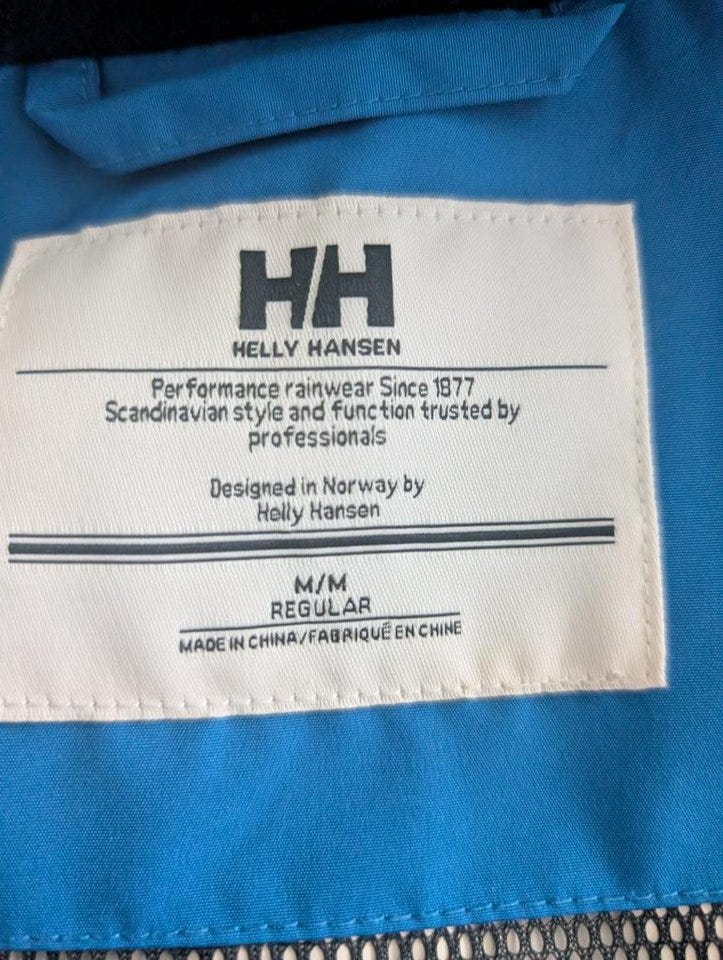 HH
HELLY HANSEN
Performance rainwear Since 1877
Scandinavian style and function trusted by
professionals
Designed in Norway by
Helly Hansen
M/M
REGULAR
MADE IN CHINA/FABRIQUÉ EN CHINE